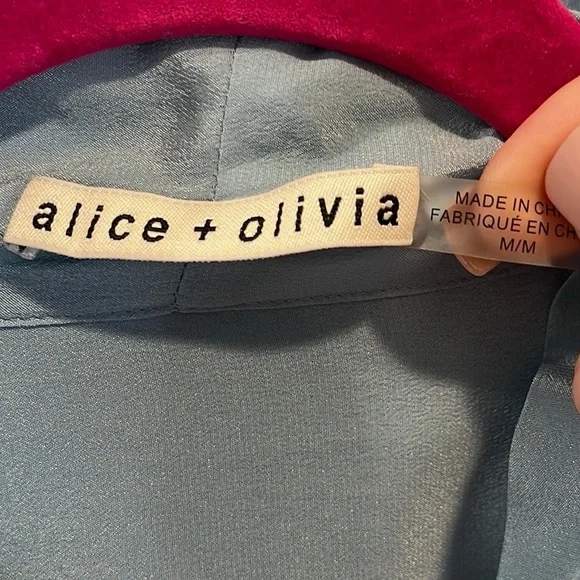 alice + olivia
MADE IN CH
FABRIQUÉ EN CH
M/M